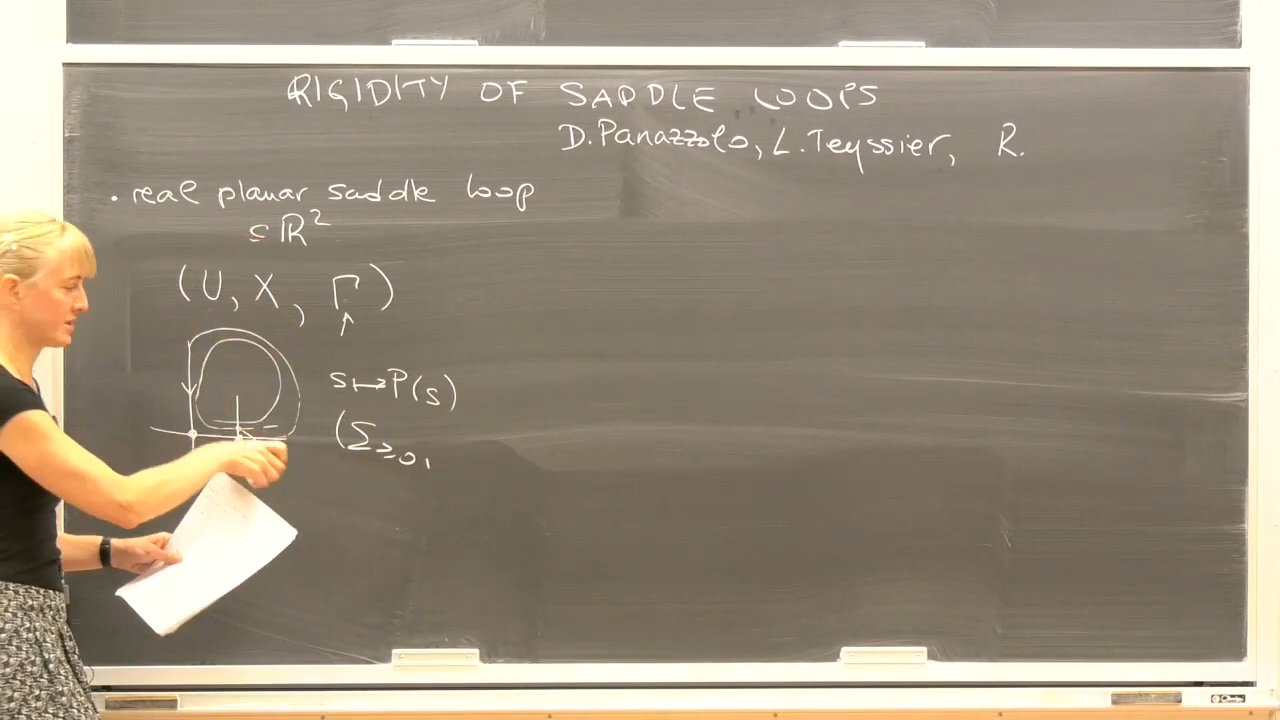 RIGIDITY OF SADDLE LOOPS
D. Panazzolo, L. Teyssier, R.
• real planar saddle loop
⊂ ℝ²
(U, X, Γ)
↑
s ↦ P(s)
(Σ≥0,